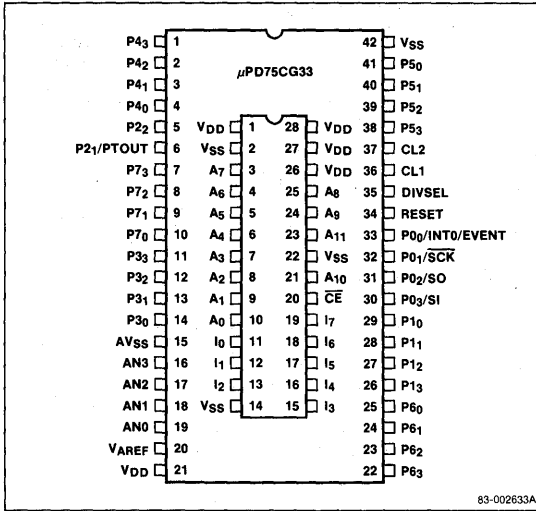 P4₃ 1 42 VSS
P4₂ 2 μPD75CG33 41 P5₀
P4₁ 3 40 P5₁
P4₀ 4 39 P5₂
P2₂ 5 VDD 1 28 VDD 38 P5₃
P2₁/PTOUT 6 VSS 2 27 VDD 37 CL2
P7₃ 7 A₇ 3 26 VDD 36 CL1
P7₂ 8 A₆ 4 25 A₈ 35 DIVSEL
P7₁ 9 A₅ 5 24 A₉ 34 RESET
P7₀ 10 A₄ 6 23 A₁₁ 33 P0₀/INT0/EVENT
P3₃ 11 A₃ 7 22 VSS 32 P0₁/S̅C̅K̅
P3₂ 12 A₂ 8 21 A₁₀ 31 P0₂/SO
P3₁ 13 A₁ 9 20 C̅E̅ 30 P0₃/SI
P3₀ 14 A₀ 10 19 I₇ 29 P1₀
AVSS 15 I₀ 11 18 I₆ 28 P1₁
AN3 16 I₁ 12 17 I₅ 27 P1₂
AN2 17 I₂ 13 16 I₄ 26 P1₃
AN1 18 VSS 14 15 I₃ 25 P6₀
AN0 19 24 P6₁
VAREF 20 23 P6₂
VDD 21 22 P6₃
83-002633A